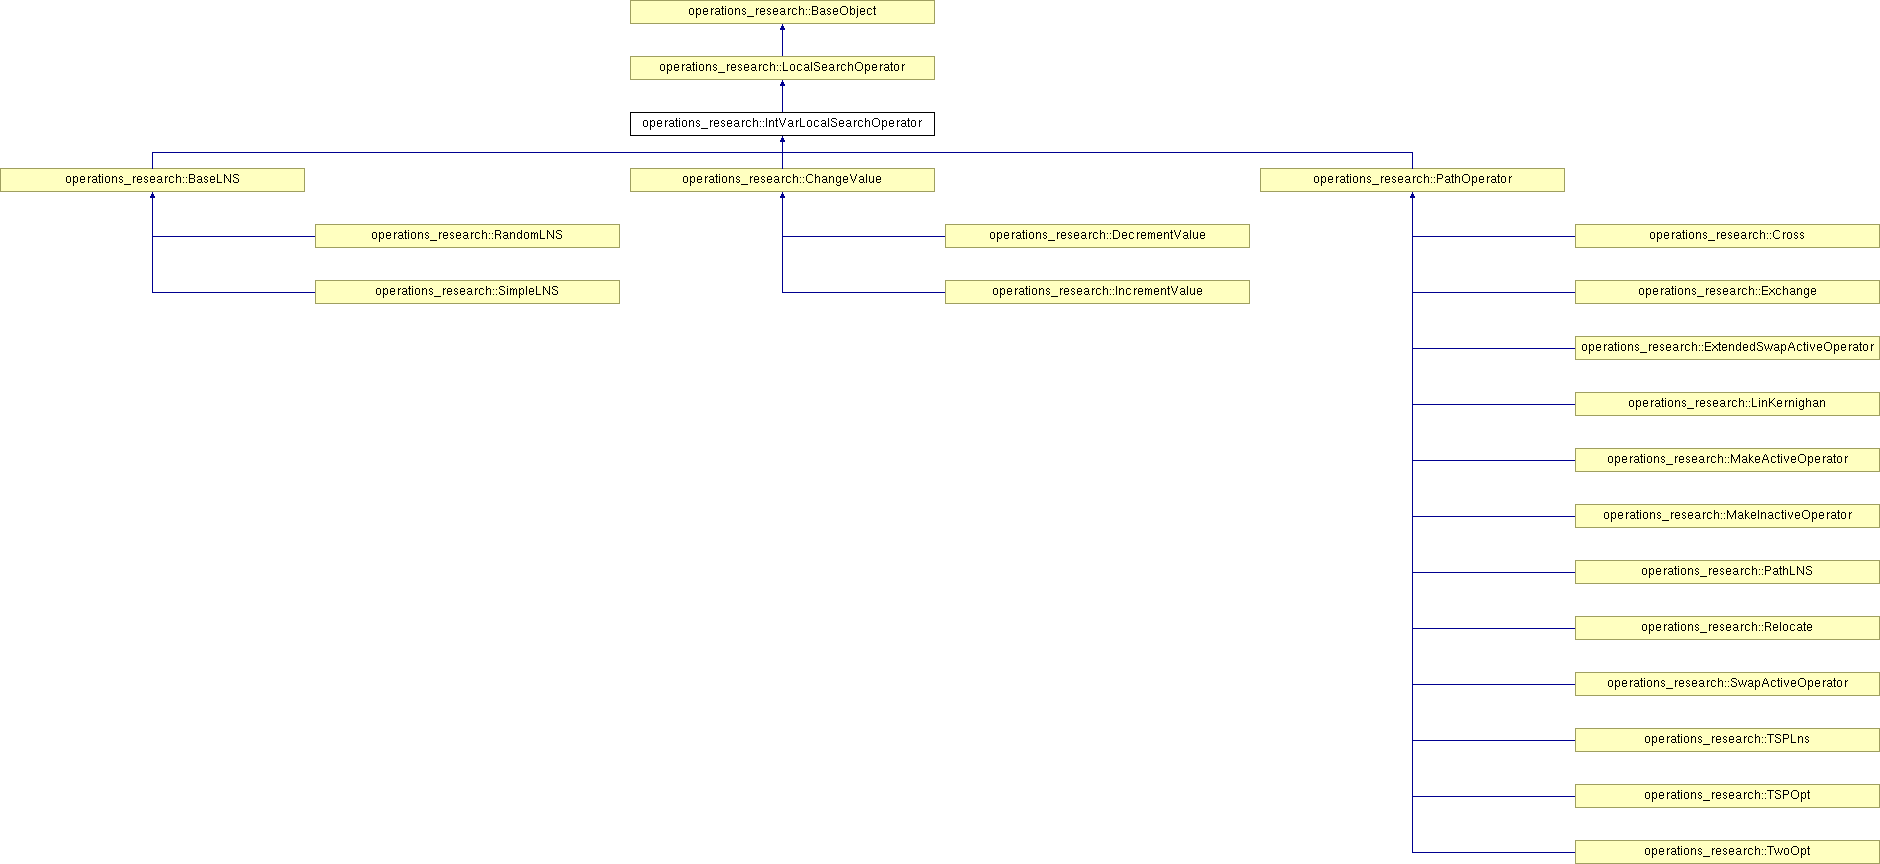 operations_research::BaseObject
operations_research::LocalSearchOperator
operations_research::IntVarLocalSearchOperator
operations_research::BaseLNS
operations_research::ChangeValue
operations_research::PathOperator
operations_research::RandomLNS
operations_research::DecrementValue
operations_research::Cross
operations_research::SimpleLNS
operations_research::IncrementValue
operations_research::Exchange
operations_research::ExtendedSwapActiveOperator
operations_research::LinKernighan
operations_research::MakeActiveOperator
operations_research::MakeInactiveOperator
operations_research::PathLNS
operations_research::Relocate
operations_research::SwapActiveOperator
operations_research::TSPLns
operations_research::TSPOpt
operations_research::TwoOpt